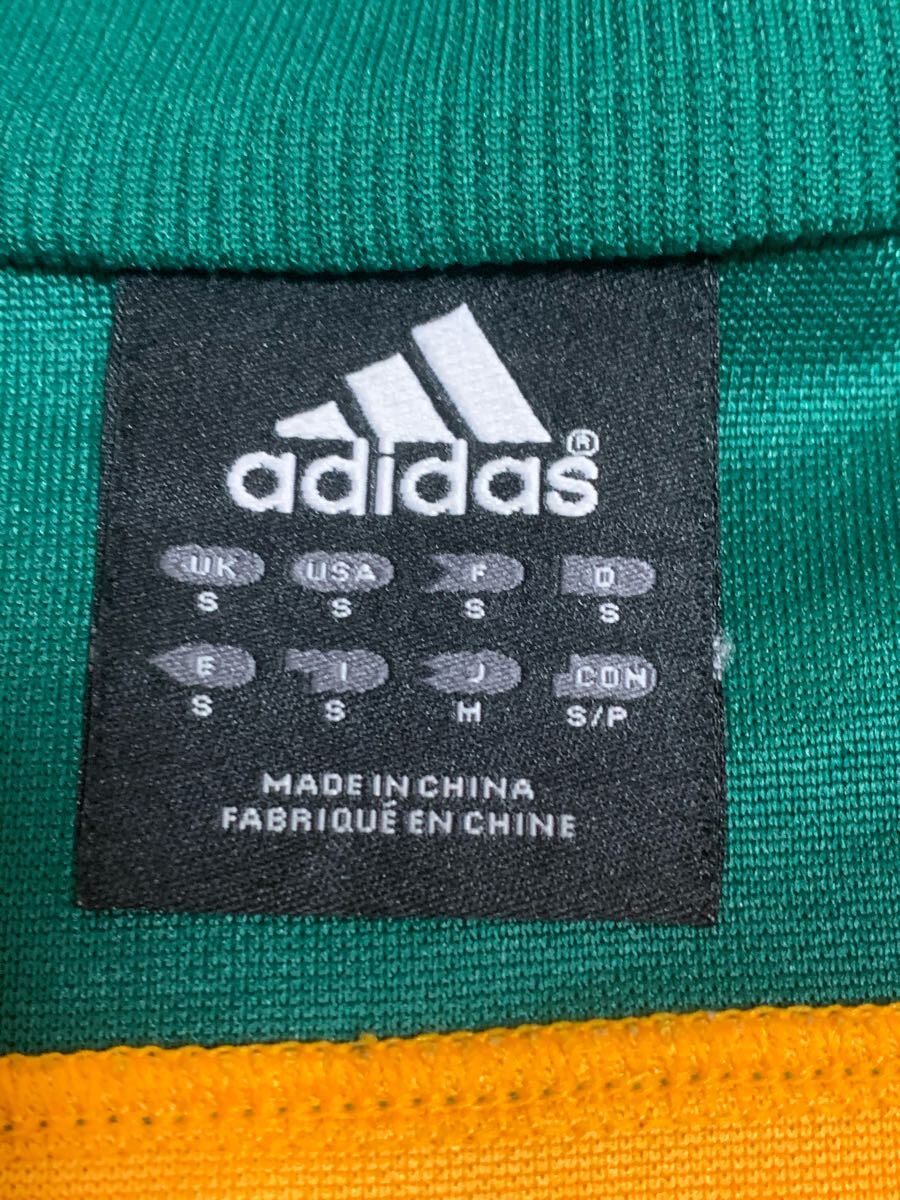 adidas®
UK USA F D
S S S S
E I J CON
S S M S/P
MADE IN CHINA
FABRIQUÉ EN CHINE